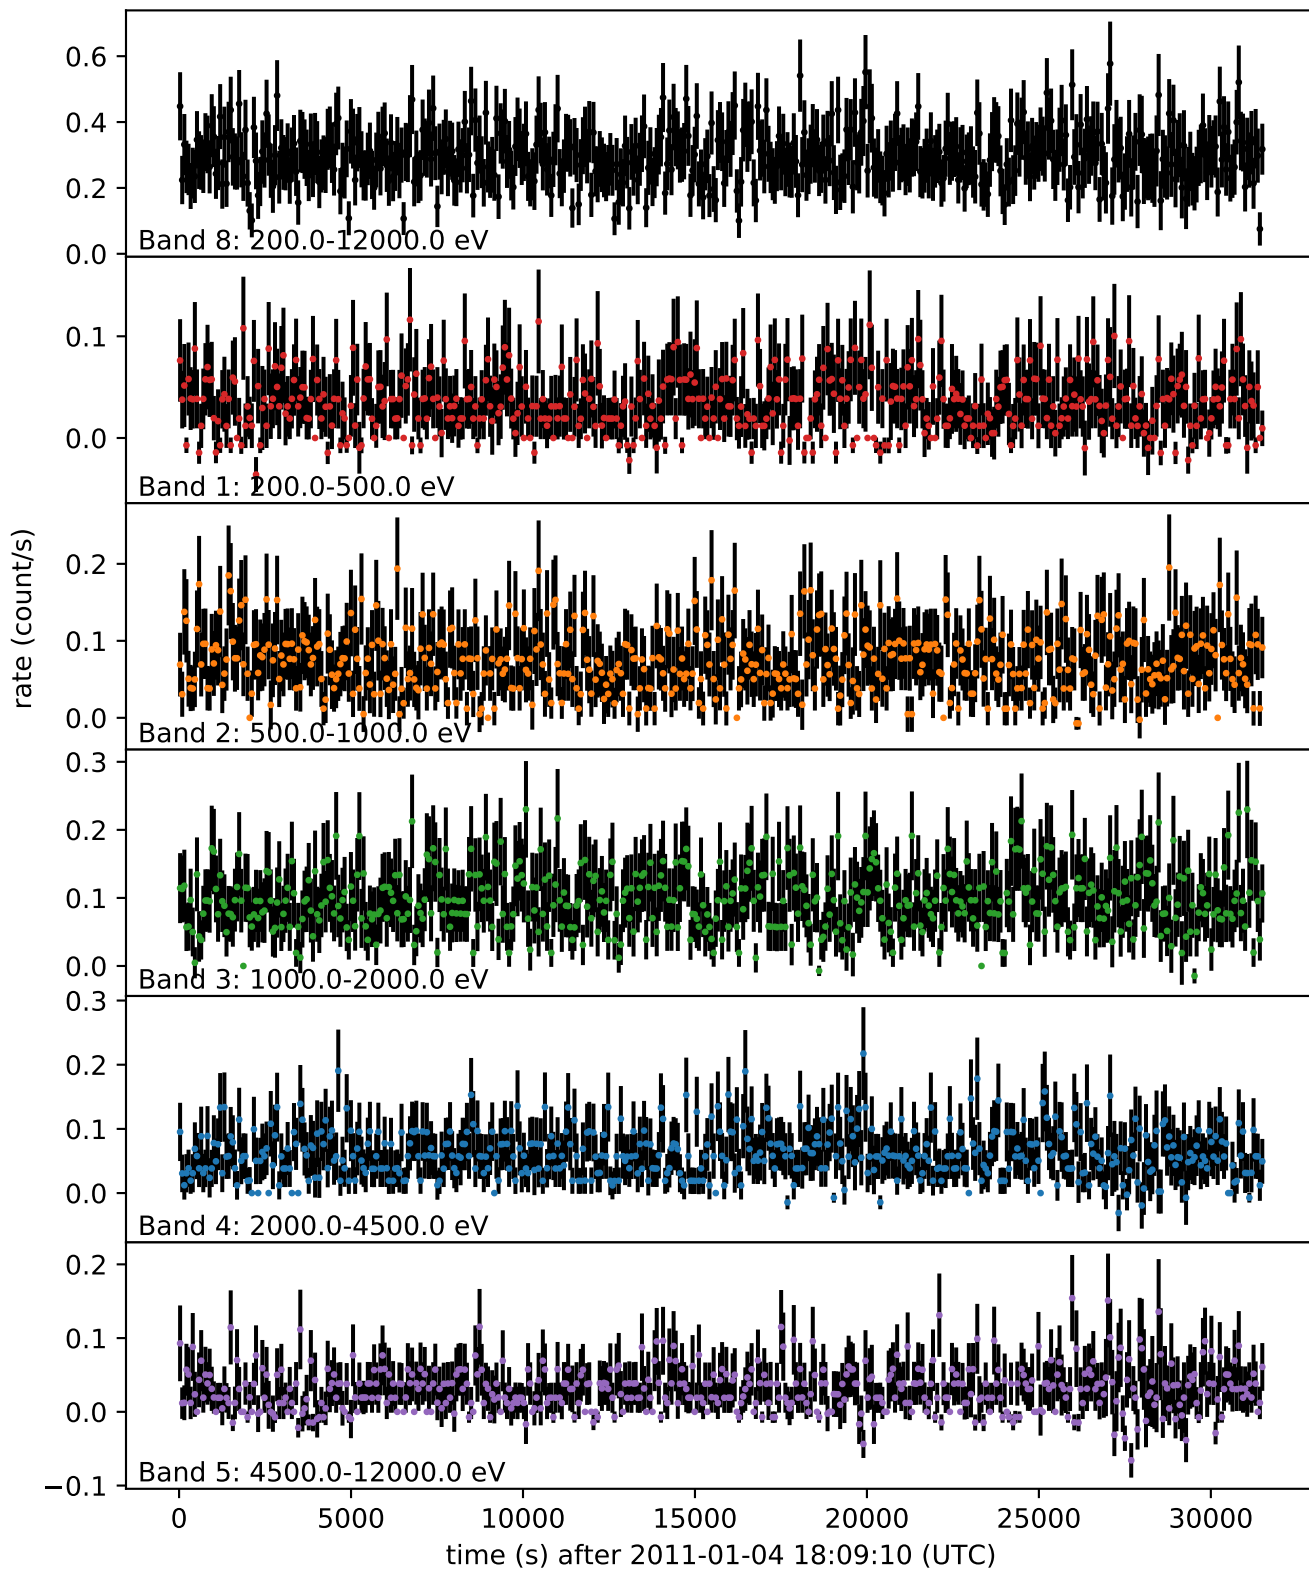 0.6
0.4
0.2
0.0
Band 8: 200.0-12000.0 eV
0.1
0.0
Band 1: 200.0-500.0 eV
0.2
0.1
0.0
Band 2: 500.0-1000.0 eV
rate (count/s)
0.3
0.2
0.1
0.0
Band 3: 1000.0-2000.0 eV
0.3
0.2
0.1
0.0
Band 4: 2000.0-4500.0 eV
0.2
0.1
0.0
−0.1
Band 5: 4500.0-12000.0 eV
0 5000 10000 15000 20000 25000 30000
time (s) after 2011-01-04 18:09:10 (UTC)